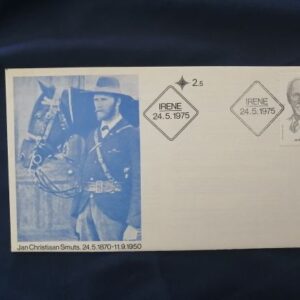 2.5
IRENE
24.5.1975
IRENE
24.5.1975
Jan Christiaan Smuts. 24.5.1870-11.9.1950